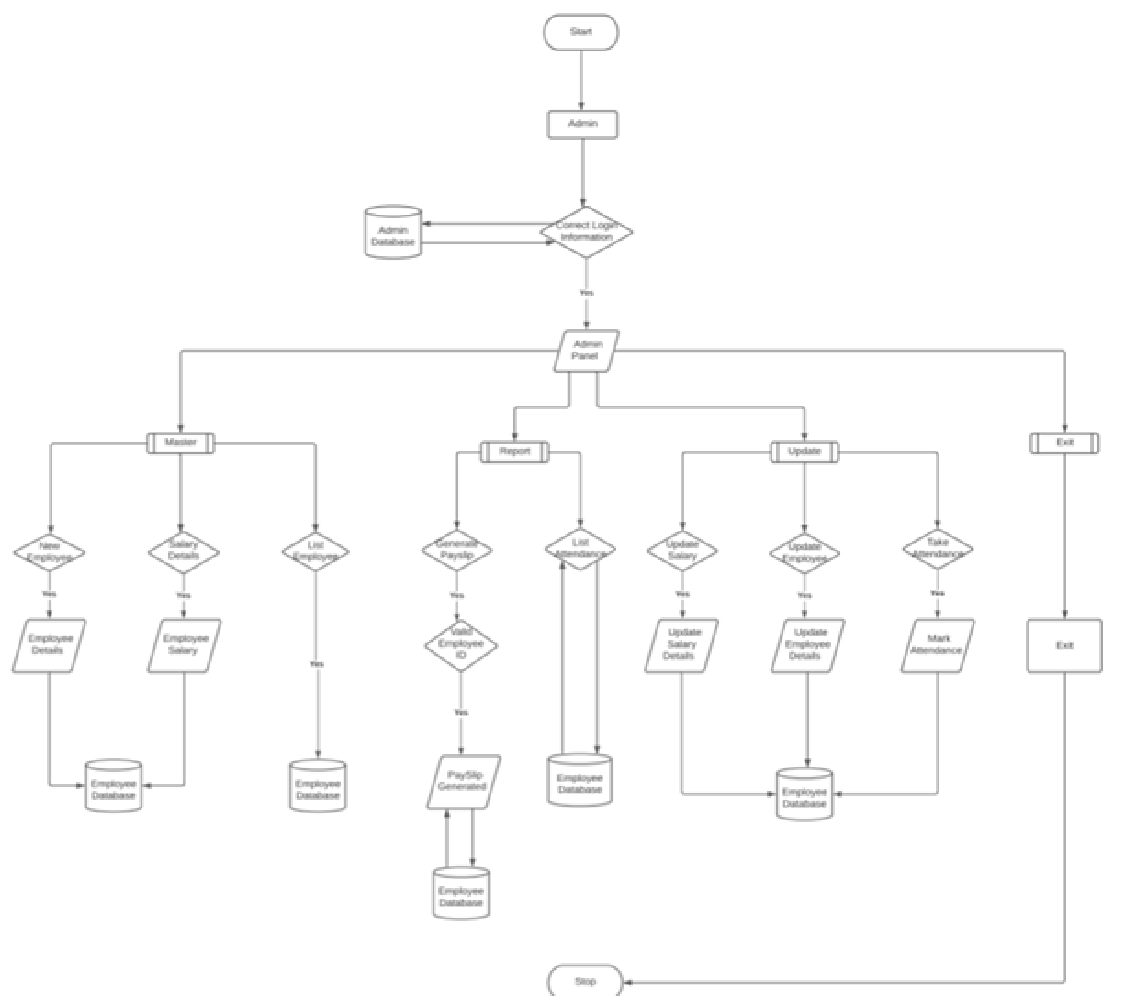 Start
Admin
Correct Login
Information
Admin
Database
Yes
Admin
Panel
Master
Report
Update
Exit
New
Employee
Salary
Details
List
Employee
Generate
Payslip
List
Attendance
Update
Salary
Update
Employee
Take
Attendance
Yes
Yes
Yes
Yes
Yes
Yes
Employee
Details
Employee
Salary
Valid
Employee
ID
Update
Salary
Details
Update
Employee
Details
Mark
Attendance
Exit
Yes
Yes
Employee
Database
Employee
Database
PaySlip
Generated
Employee
Database
Employee
Database
Employee
Database
Stop